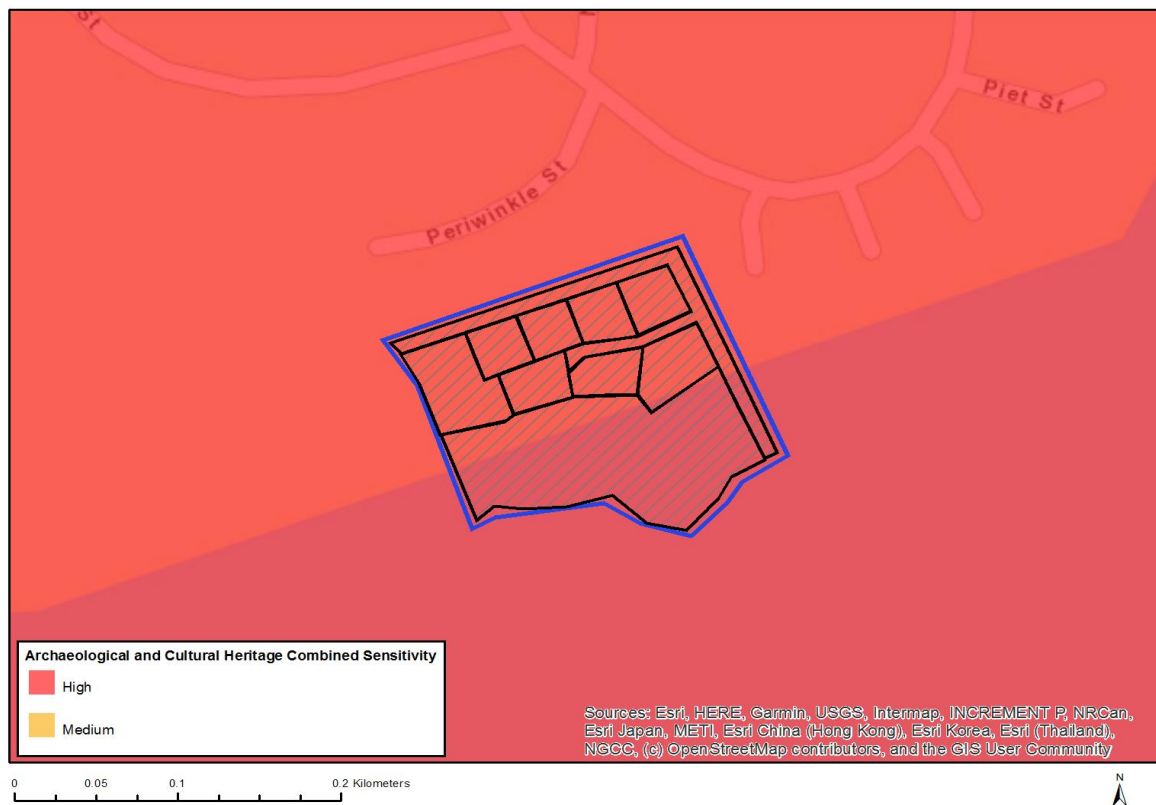 St
Piet St
Periwinkle St
Archaeological and Cultural Heritage Combined Sensitivity
High
Medium
Sources: Esri, HERE, Garmin, USGS, Intermap, INCREMENT P, NRCan,
Esri Japan, METI, Esri China (Hong Kong), Esri Korea, Esri (Thailand),
NGCC, (c) OpenStreetMap contributors, and the GIS User Community
0 0.05 0.1 0.2 Kilometers
N